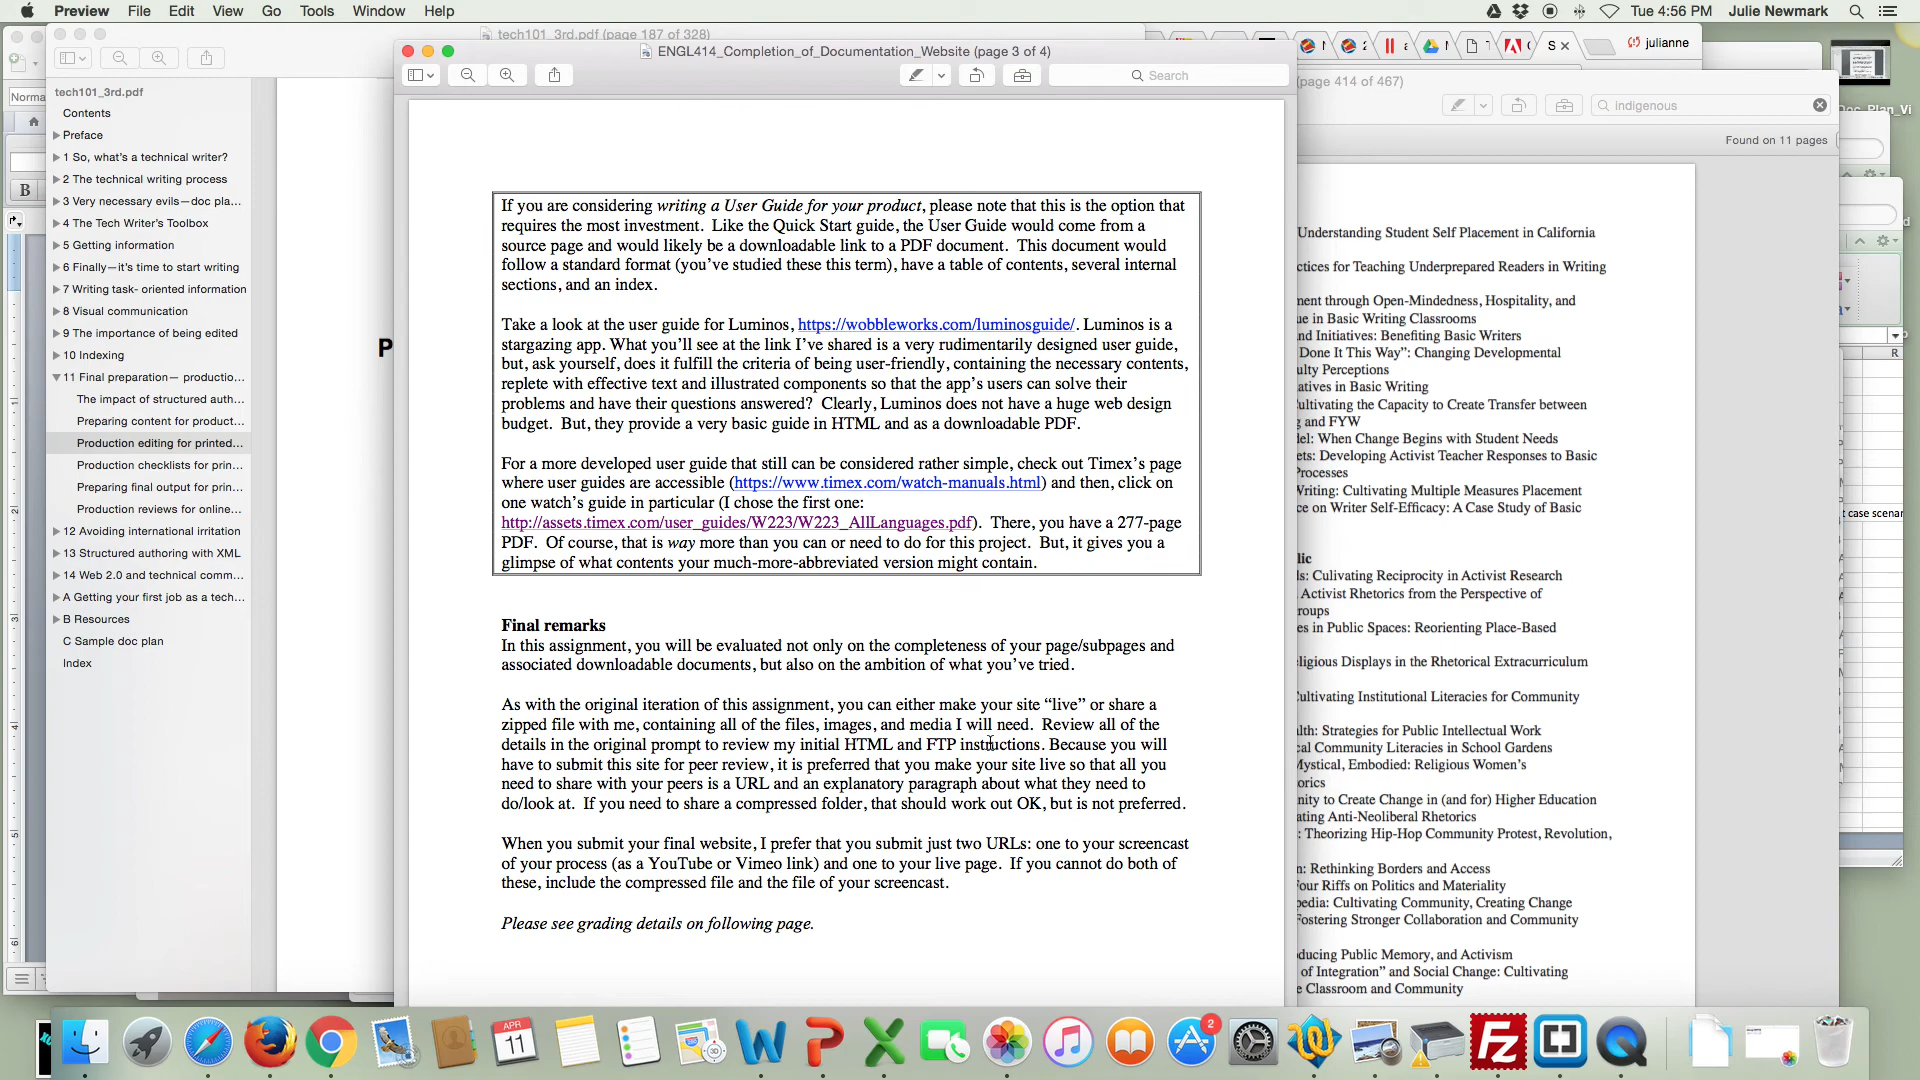 Preview File Edit View Go Tools Window Help
Tue 4:56 PM Julie Newmark
tech101_3rd.pdf (page 187 of 328)
ENGL414_Completion_of_Documentation_Website (page 3 of 4)
julianne
Search
(page 414 of 467)
indigenous
Found on 11 pages
Norma
B
tech101_3rd.pdf
Contents
Preface
1 So, what's a technical writer?
2 The technical writing process
3 Very necessary evils—doc pla...
4 The Tech Writer's Toolbox
5 Getting information
6 Finally—it's time to start writing
7 Writing task- oriented information
8 Visual communication
9 The importance of being edited
10 Indexing
11 Final preparation— productio...
The impact of structured auth...
Preparing content for product...
Production editing for printed...
Production checklists for prin...
Preparing final output for prin...
Production reviews for online...
12 Avoiding international irritation
13 Structured authoring with XML
14 Web 2.0 and technical comm...
A Getting your first job as a tech...
B Resources
C Sample doc plan
Index
P
If you are considering writing a User Guide for your product, please note that this is the option that
requires the most investment. Like the Quick Start guide, the User Guide would come from a
source page and would likely be a downloadable link to a PDF document. This document would
follow a standard format (you've studied these this term), have a table of contents, several internal
sections, and an index.
Take a look at the user guide for Luminos, https://wobbleworks.com/luminosguide/. Luminos is a
stargazing app. What you'll see at the link I've shared is a very rudimentarily designed user guide,
but, ask yourself, does it fulfill the criteria of being user-friendly, containing the necessary contents,
replete with effective text and illustrated components so that the app's users can solve their
problems and have their questions answered? Clearly, Luminos does not have a huge web design
budget. But, they provide a very basic guide in HTML and as a downloadable PDF.
For a more developed user guide that still can be considered rather simple, check out Timex's page
where user guides are accessible (https://www.timex.com/watch-manuals.html) and then, click on
one watch's guide in particular (I chose the first one:
http://assets.timex.com/user_guides/W223/W223_AllLanguages.pdf). There, you have a 277-page
PDF. Of course, that is way more than you can or need to do for this project. But, it gives you a
glimpse of what contents your much-more-abbreviated version might contain.
Final remarks
In this assignment, you will be evaluated not only on the completeness of your page/subpages and
associated downloadable documents, but also on the ambition of what you've tried.
As with the original iteration of this assignment, you can either make your site “live” or share a
zipped file with me, containing all of the files, images, and media I will need. Review all of the
details in the original prompt to review my initial HTML and FTP instructions. Because you will
have to submit this site for peer review, it is preferred that you make your site live so that all you
need to share with your peers is a URL and an explanatory paragraph about what they need to
do/look at. If you need to share a compressed folder, that should work out OK, but is not preferred.
When you submit your final website, I prefer that you submit just two URLs: one to your screencast
of your process (as a YouTube or Vimeo link) and one to your live page. If you cannot do both of
these, include the compressed file and the file of your screencast.
Please see grading details on following page.
Understanding Student Self Placement in California
ctices for Teaching Underprepared Readers in Writing
ment through Open-Mindedness, Hospitality, and
ue in Basic Writing Classrooms
and Initiatives: Benefiting Basic Writers
Done It This Way”: Changing Developmental
ulty Perceptions
atives in Basic Writing
Cultivating the Capacity to Create Transfer between
g and FYW
del: When Change Begins with Student Needs
ets: Developing Activist Teacher Responses to Basic
Processes
Writing: Cultivating Multiple Measures Placement
ce on Writer Self-Efficacy: A Case Study of Basic
lic
ds: Culivating Reciprocity in Activist Research
Activist Rhetorics from the Perspective of
roups
es in Public Spaces: Reorienting Place-Based
eligious Displays in the Rhetorical Extracurriculum
ultivating Institutional Literacies for Community
lth: Strategies for Public Intellectual Work
cal Community Literacies in School Gardens
Mystical, Embodied: Religious Women's
orics
nity to Create Change in (and for) Higher Education
ating Anti-Neoliberal Rhetorics
: Theorizing Hip-Hop Community Protest, Revolution,
n: Rethinking Borders and Access
Four Riffs on Politics and Materiality
pedia: Cultivating Community, Creating Change
Fostering Stronger Collaboration and Community
ducing Public Memory, and Activism
of Integration” and Social Change: Cultivating
e Classroom and Community
R
t case scenar
APR
11
2